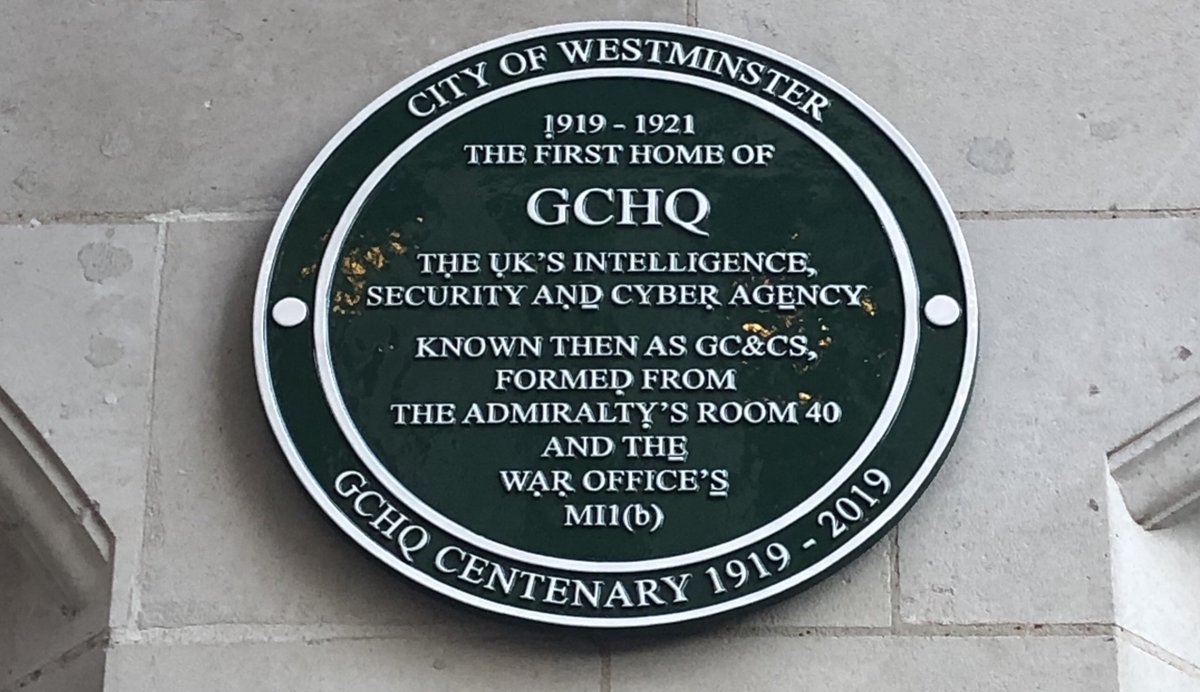 CITY OF WESTMINSTER
1919 - 1921
THE FIRST HOME OF
GCHQ
THE UK'S INTELLIGENCE,
SECURITY AND CYBER AGENCY
KNOWN THEN AS GC&CS,
FORMED FROM
THE ADMIRALTY'S ROOM 40
AND THE
WAR OFFICE'S
MI1(b)
GCHQ CENTENARY 1919 - 2019